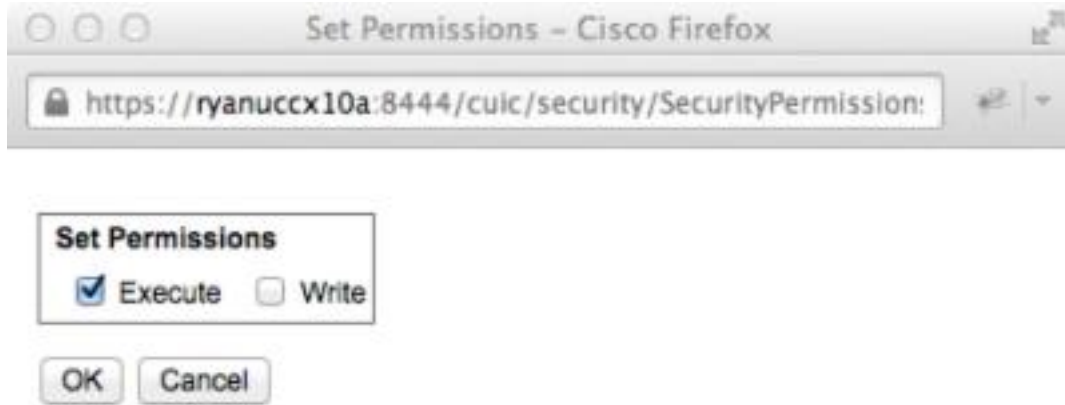 Set Permissions – Cisco Firefox
https://ryanuccx10a:8444/cuic/security/SecurityPermission:
Set Permissions
Execute Write
OK Cancel